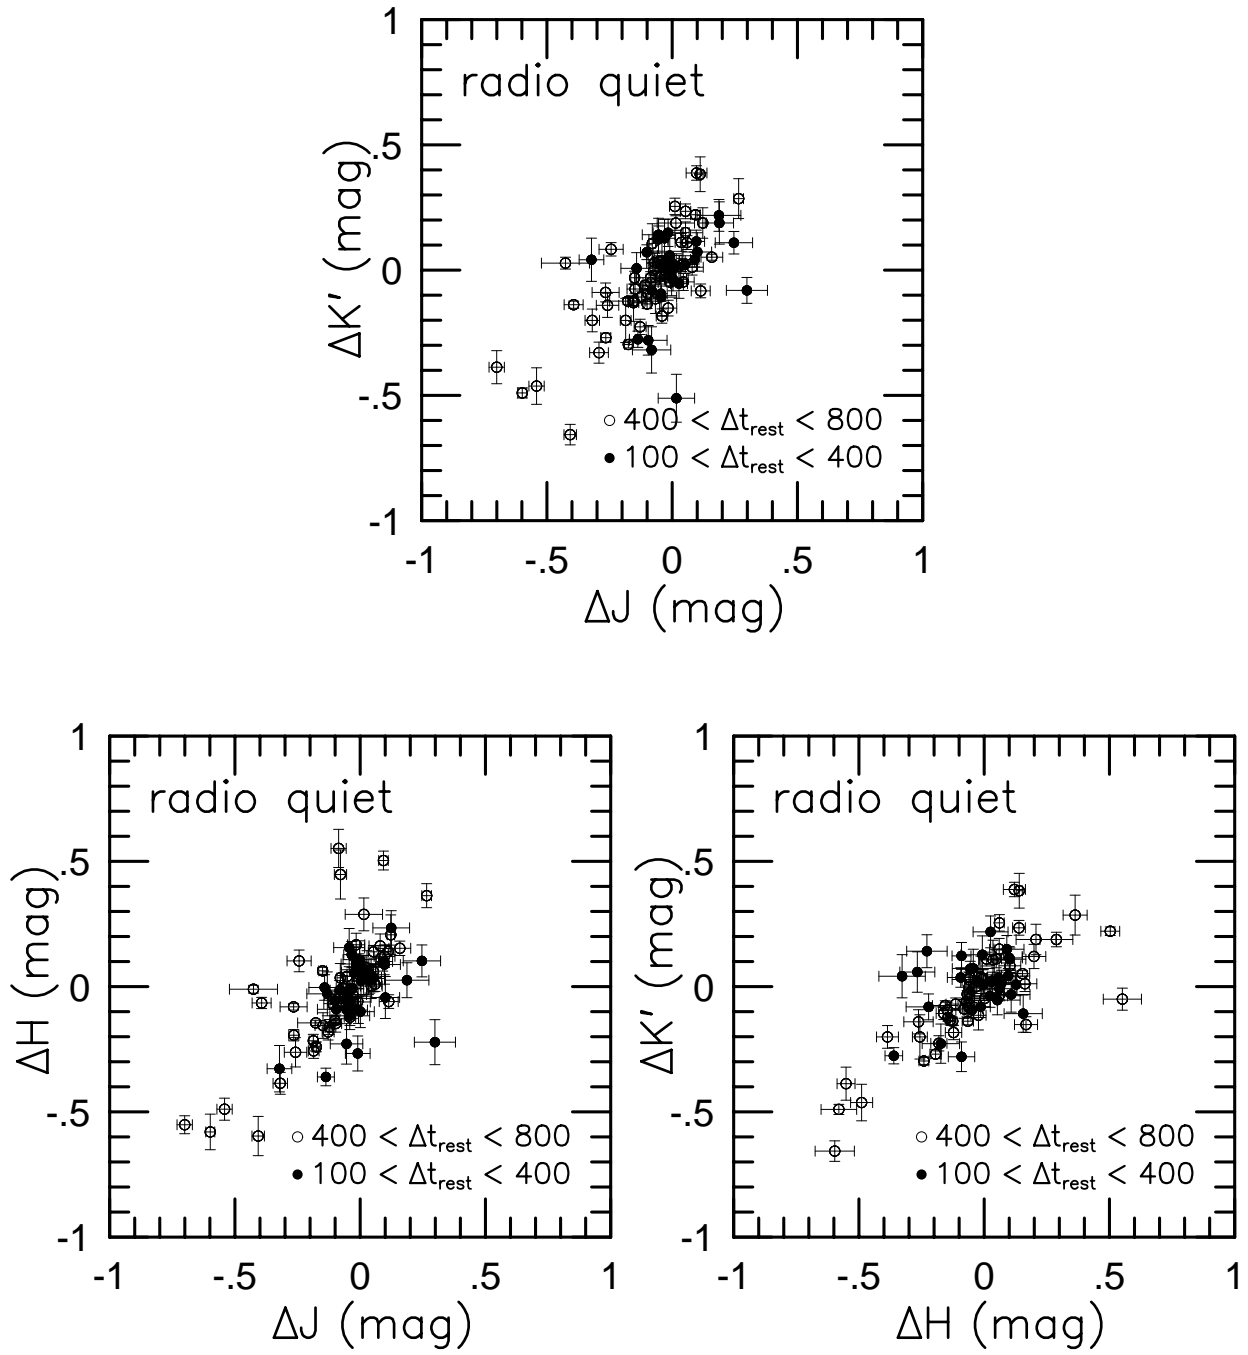 1
radio quiet
.5
ΔK' (mag)
0
-.5
400 < Δt_rest < 800
100 < Δt_rest < 400
-1
-1 -.5 0 .5 1
ΔJ (mag)
1
radio quiet
.5
ΔH (mag)
0
-.5
400 < Δt_rest < 800
100 < Δt_rest < 400
-1
-1 -.5 0 .5 1
ΔJ (mag)
1
radio quiet
.5
ΔK' (mag)
0
-.5
400 < Δt_rest < 800
100 < Δt_rest < 400
-1
-1 -.5 0 .5 1
ΔH (mag)